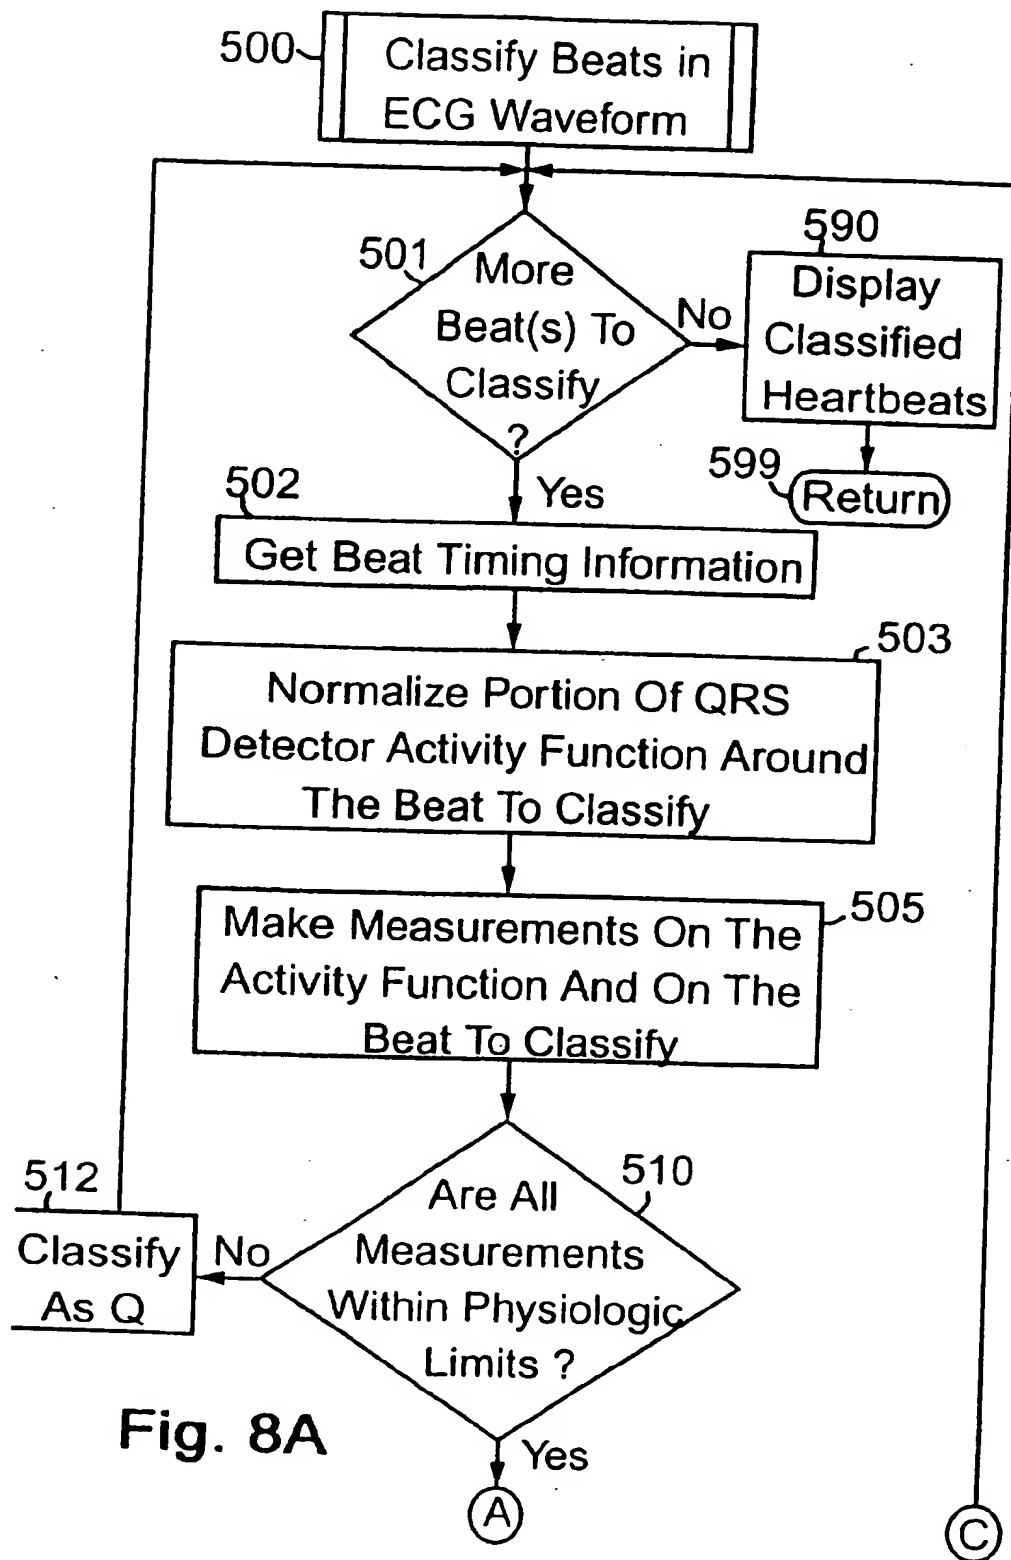 500
Classify Beats in
ECG Waveform
501
More
Beat(s) To
Classify
?
No
590
Display
Classified
Heartbeats
599
Return
Yes
502
Get Beat Timing Information
503
Normalize Portion Of QRS
Detector Activity Function Around
The Beat To Classify
505
Make Measurements On The
Activity Function And On The
Beat To Classify
510
Are All
Measurements
Within Physiologic
Limits ?
No
512
Classify
As Q
Yes
A
C
Fig. 8A